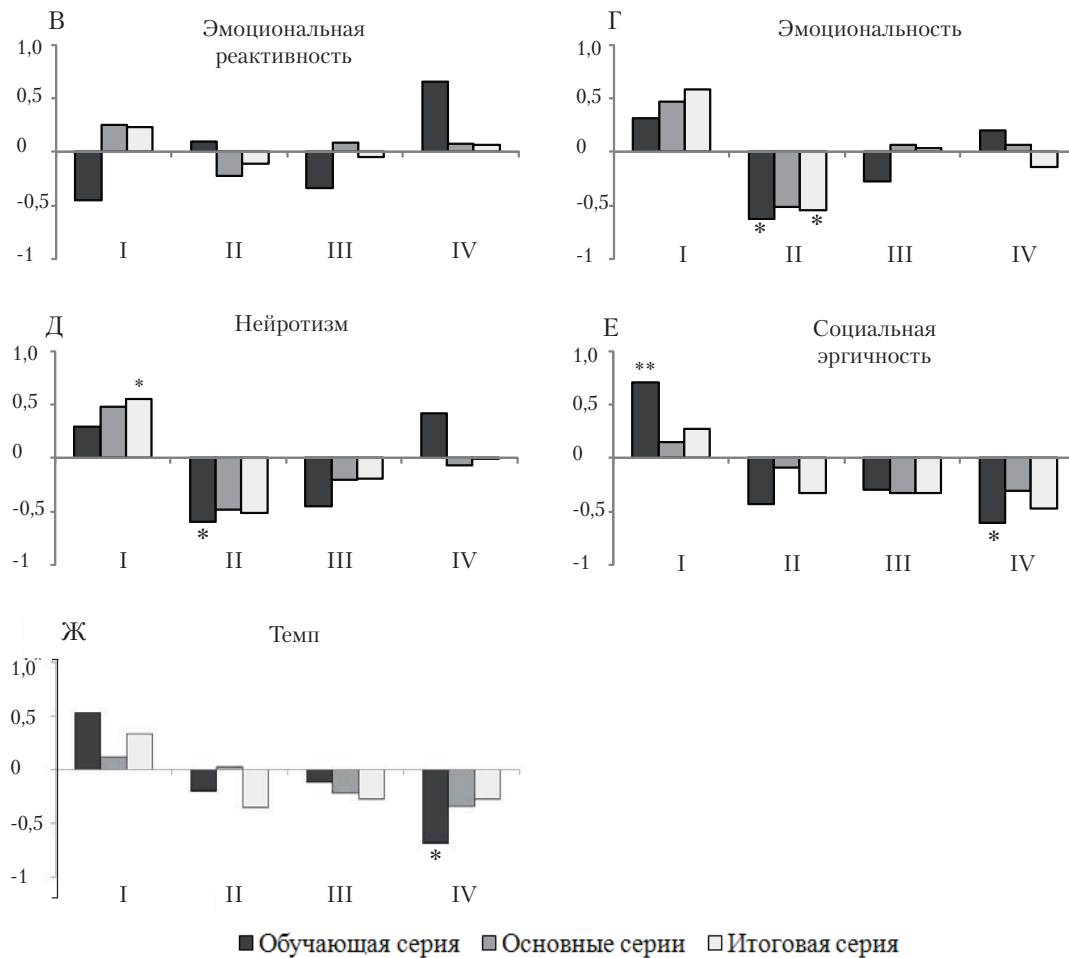 В
Эмоциональная
реактивность
1,0
0,5
0
-0,5
-1
I
II
III
IV
Г
Эмоциональность
1,0
0,5
0
-0,5
-1
*
*
I
II
III
IV
Д
Нейротизм
1,0
0,5
0
-0,5
-1
*
*
I
II
III
IV
Е
Социальная
эргичность
1,0
0,5
0
-0,5
-1
**
*
I
II
III
IV
Ж
Темп
1,0
0,5
0
-0,5
-1
*
I
II
III
IV
Обучающая серия Основные серии Итоговая серия